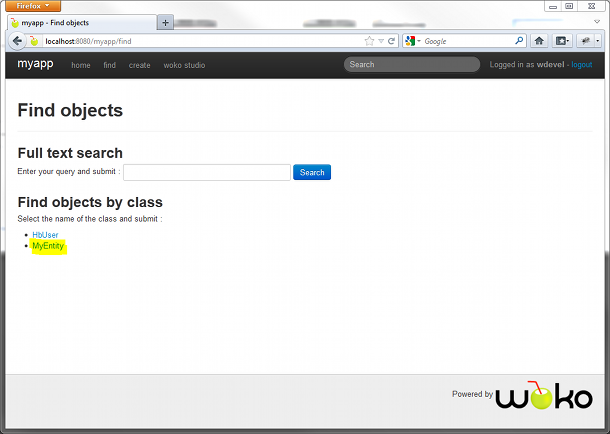 Firefox
myapp - Find objects
localhost:8080/myapp/find
Google
myapp home find create woko studio
Search
Logged in as wdevel - logout
Find objects
Full text search
Enter your query and submit :
Search
Find objects by class
Select the name of the class and submit :
HbUser
MyEntity
Powered by woko